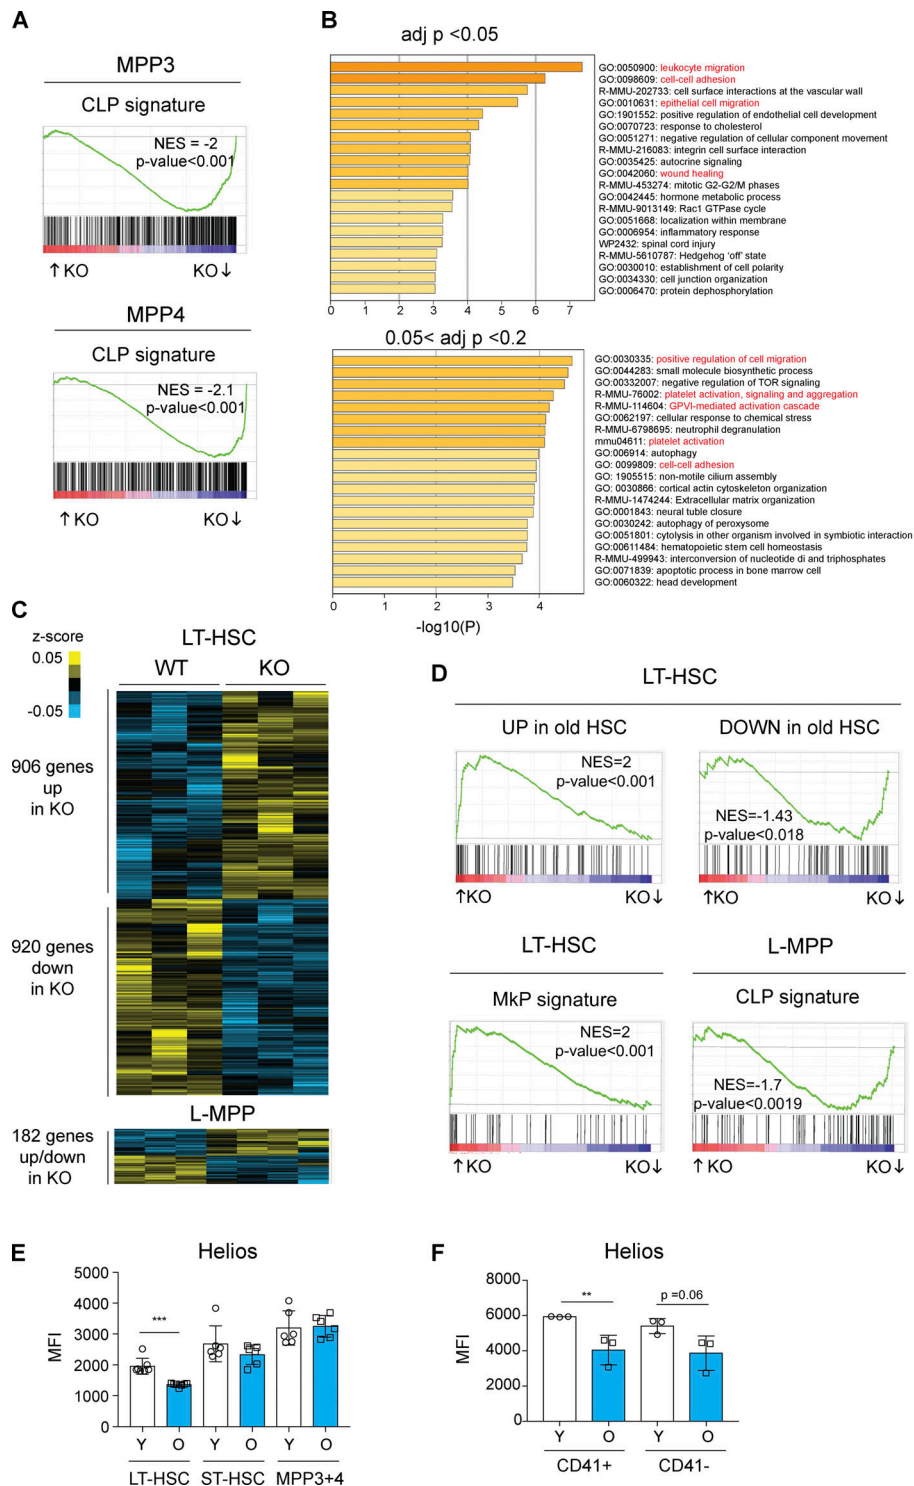 A
MPP3
CLP signature
NES = -2
p-value<0.001
↑KO
KO↓
MPP4
CLP signature
NES = -2.1
p-value<0.001
↑KO
KO↓
B
adj p <0.05
GO:0050900: leukocyte migration
GO:0098609: cell-cell adhesion
R-MMU-202733: cell surface interactions at the vascular wall
GO:0010631: epithelial cell migration
GO:1901552: positive regulation of endothelial cell development
GO:0070723: response to cholesterol
GO:0051271: negative regulation of cellular component movement
R-MMU-216083: integrin cell surface interaction
GO:0035425: autocrine signaling
GO:0042060: wound healing
R-MMU-453274: mitotic G2-G2/M phases
GO:0042445: hormone metabolic process
R-MMU-9013149: Rac1 GTPase cycle
GO:0051668: localization within membrane
GO:0006954: inflammatory response
WP2432: spinal cord injury
R-MMU-5610787: Hedgehog 'off' state
GO:0030010: establishment of cell polarity
GO:0034330: cell junction organization
GO:0006470: protein dephosphorylation
0 1 2 3 4 5 6 7
0.05< adj p <0.2
GO:0030335: positive regulation of cell migration
GO:0044283: small molecule biosynthetic process
GO:00332007: negative regulation of TOR signaling
R-MMU-76002: platelet activation, signaling and aggregation
R-MMU-114604: GPVI-mediated activation cascade
GO:0062197: cellular response to chemical stress
R-MMU-6798695: neutrophil degranulation
mmu04611: platelet activation
GO:006914: autophagy
GO: 0099809: cell-cell adhesion
GO: 1905515: non-motile cilium assembly
GO: 0030866: cortical actin cytoskeleton organization
R-MMU-1474244: Extracellular matrix organization
GO:0001843: neural tuble closure
GO:0030242: autophagy of peroxysome
GO:0051801: cytolysis in other organism involved in symbiotic interaction
GO:00611484: hematopoietic stem cell homeostasis
R-MMU-499943: interconversion of nucleotide di and triphosphates
GO:0071839: apoptotic process in bone marrow cell
GO:0060322: head development
0 1 2 3 4
-log10(P)
C
z-score
0.05
-0.05
LT-HSC
WT KO
906 genes
up
in KO
920 genes
down
in KO
L-MPP
182 genes
up/down
in KO
D
LT-HSC
UP in old HSC
NES=2
p-value<0.001
↑KO
KO↓
DOWN in old HSC
NES=-1.43
p-value<0.018
↑KO
KO↓
LT-HSC
MkP signature
NES=2
p-value<0.001
↑KO
KO↓
L-MPP
CLP signature
NES=-1.7
p-value<0.0019
↑KO
KO↓
E
Helios
MFI
5000
4000
3000
2000
1000
0
***
Y O Y O Y O
LT-HSC ST-HSC MPP3+4
F
Helios
MFI
8000
6000
4000
2000
0
**
p =0.06
Y O Y O
CD41+ CD41-